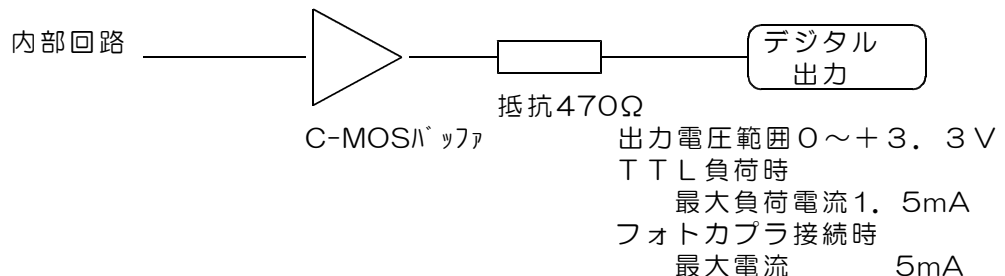 内部回路
デジタル
出力
抵抗470Ω
C-MOSﾊﾞｯﾌｧ
出力電圧範囲0～+3．3V
TTL負荷時
最大負荷電流1．5mA
フォトカプラ接続時
最大電流 5mA